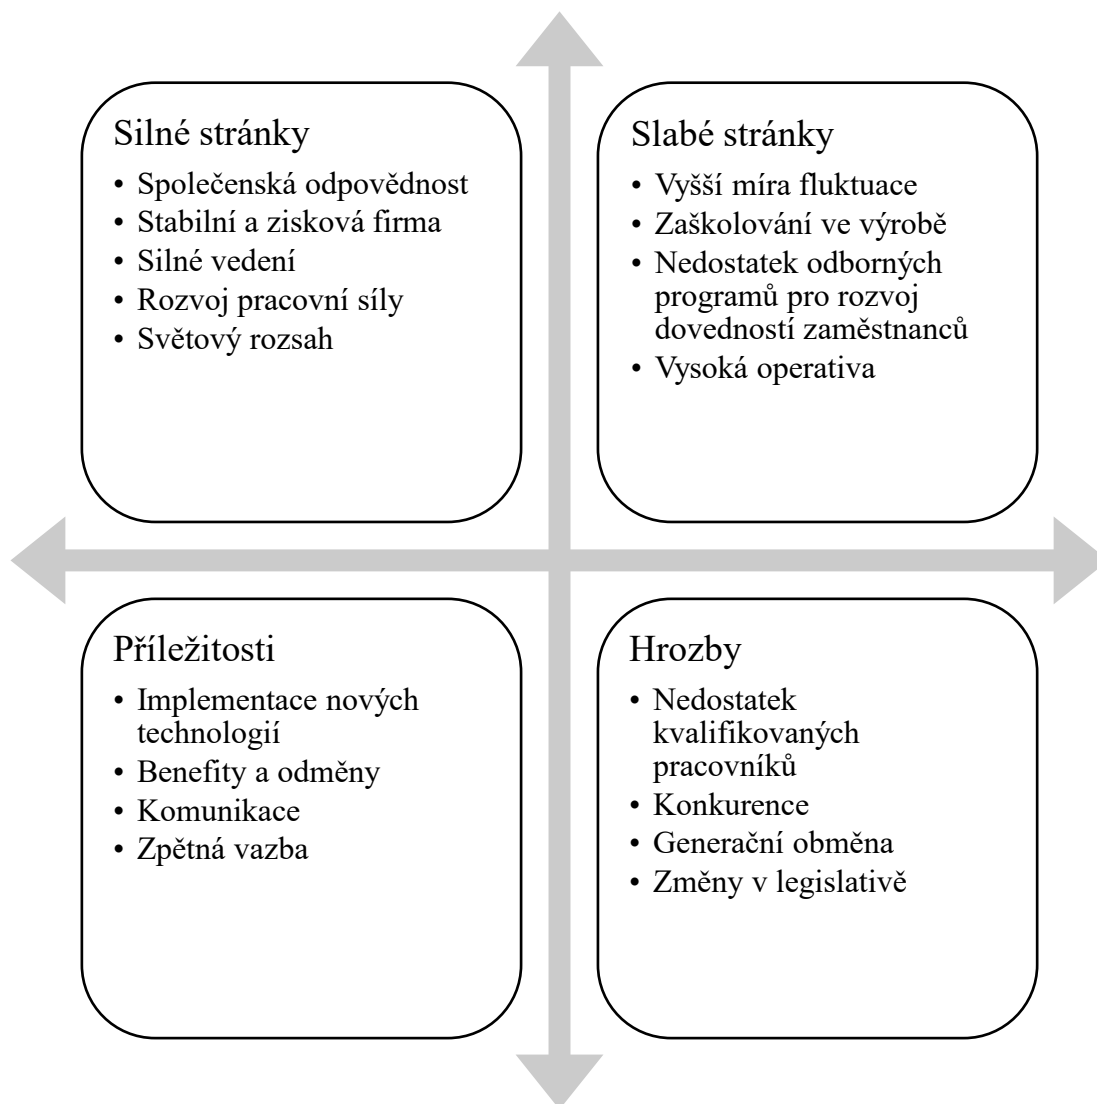 Silné stránky
• Společenská odpovědnost
• Stabilní a zisková firma
• Silné vedení
• Rozvoj pracovní síly
• Světový rozsah
Slabé stránky
• Vyšší míra fluktuace
• Zaškolování ve výrobě
• Nedostatek odborných
programů pro rozvoj
dovedností zaměstnanců
• Vysoká operativa
Příležitosti
• Implementace nových
technologií
• Benefity a odměny
• Komunikace
• Zpětná vazba
Hrozby
• Nedostatek
kvalifikovaných
pracovníků
• Konkurence
• Generační obměna
• Změny v legislativě